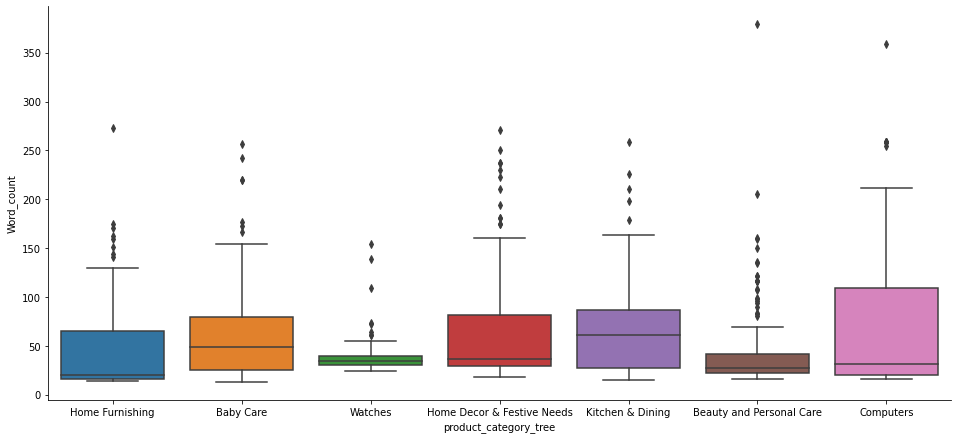 350
300
250
200
150
100
50
0
Word_count
Home Furnishing
Baby Care
Watches
Home Decor & Festive Needs
Kitchen & Dining
Beauty and Personal Care
Computers
product_category_tree